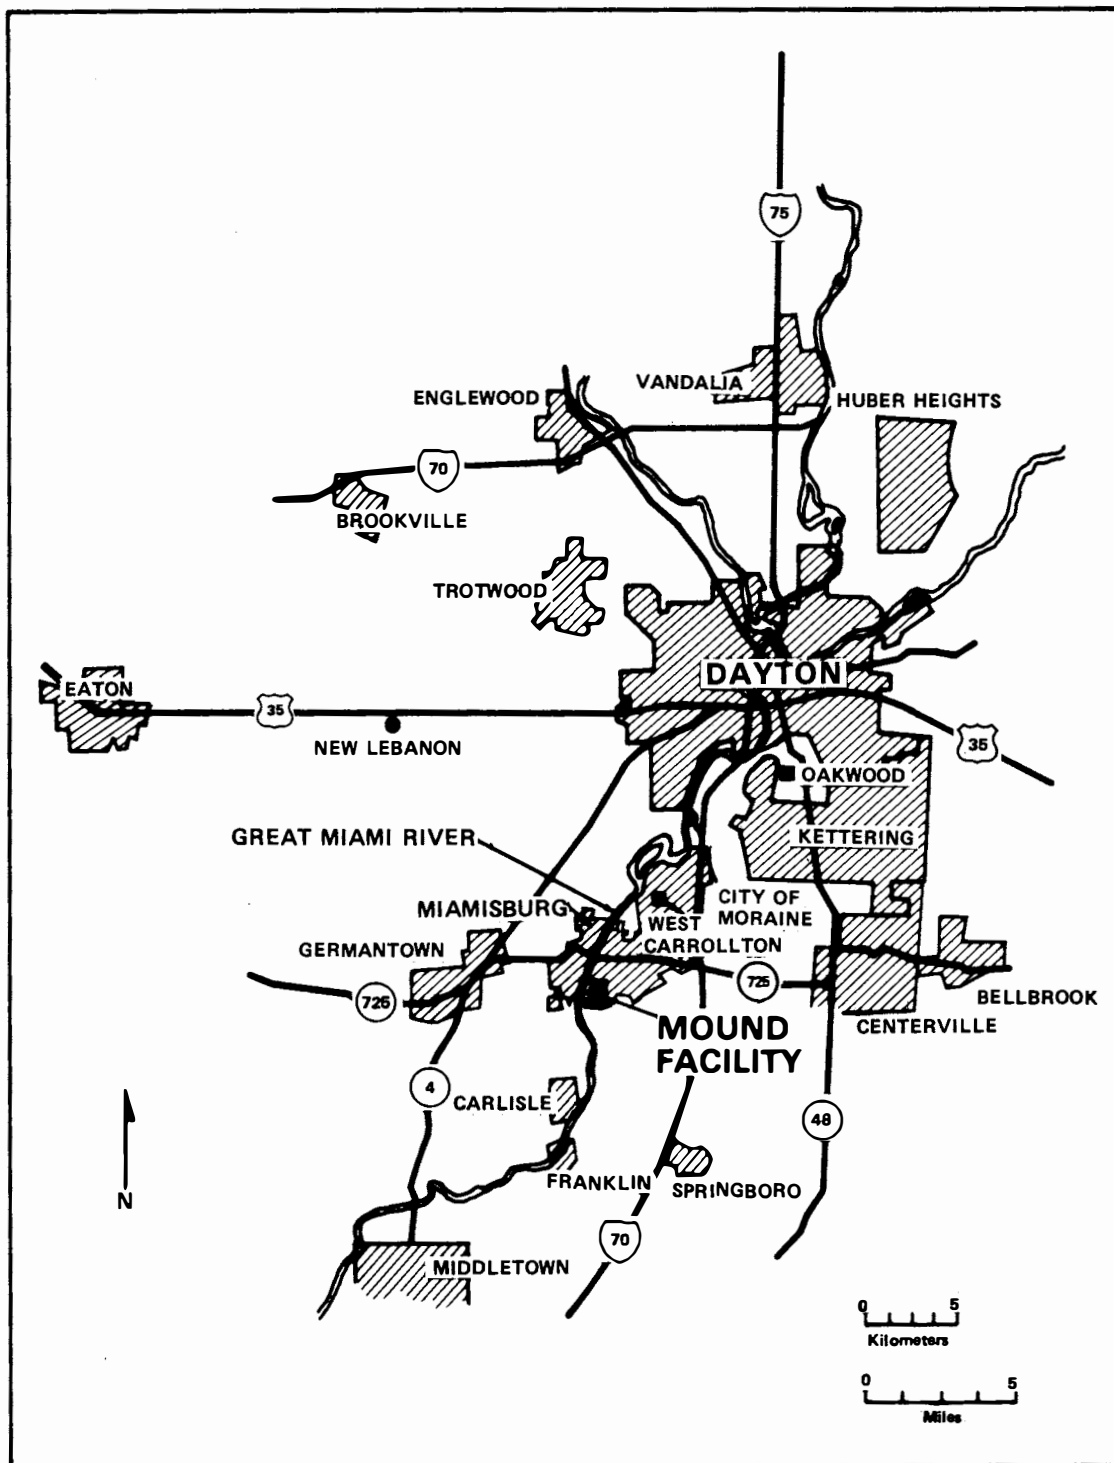 75
VANDALIA
ENGLEWOOD
HUBER HEIGHTS
70
BROOKVILLE
TROTWOOD
DAYTON
EATON
35
NEW LEBANON
35
OAKWOOD
KETTERING
GREAT MIAMI RIVER
CITY OF
MORAINE
MIAMISBURG
WEST
CARROLLTON
GERMANTOWN
725
725
BELLBROOK
CENTERVILLE
MOUND
FACILITY
4
CARLISLE
48
FRANKLIN
SPRINGBORO
N
70
MIDDLETOWN
0 5
Kilometers
0 5
Miles